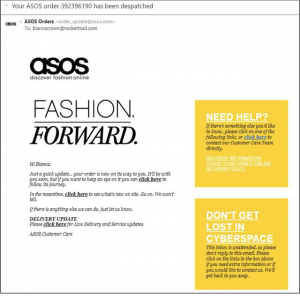 Your ASOS order 392396190 has been despatched
asos
ASOS Orders <order_update@asos.com>
To: biancacrown@rocketmail.com
asos
discover fashion online
FASHION.
FORWARD.
Hi Bianca,
Just a quick update... your order is now on its way to you. It'll be with
you soon, but if you want to keep an eye on it you can click here to
follow its journey.
In the meantime, click here to see what's new on site. Go on. We won't
tell.
If there is anything else we can do, just let us know.
DELIVERY UPDATE
Please click here for Live Delivery and Service updates.
ASOS Customer Care
NEED HELP?
If there's something else you'd like
to know, please click on one of the
following links, or click here to
contact our Customer Care Team
directly.
DELIVERY INFORMATION
TRACK YOUR ORDER ONLINE
RETURNS POLICY
DON'T GET
LOST IN
CYBERSPACE
This inbox is unattended, so please
don't reply to this email. Please
click on the links in the box above
if you need extra information or if
you would like to contact us. We'll
get back to you asap.